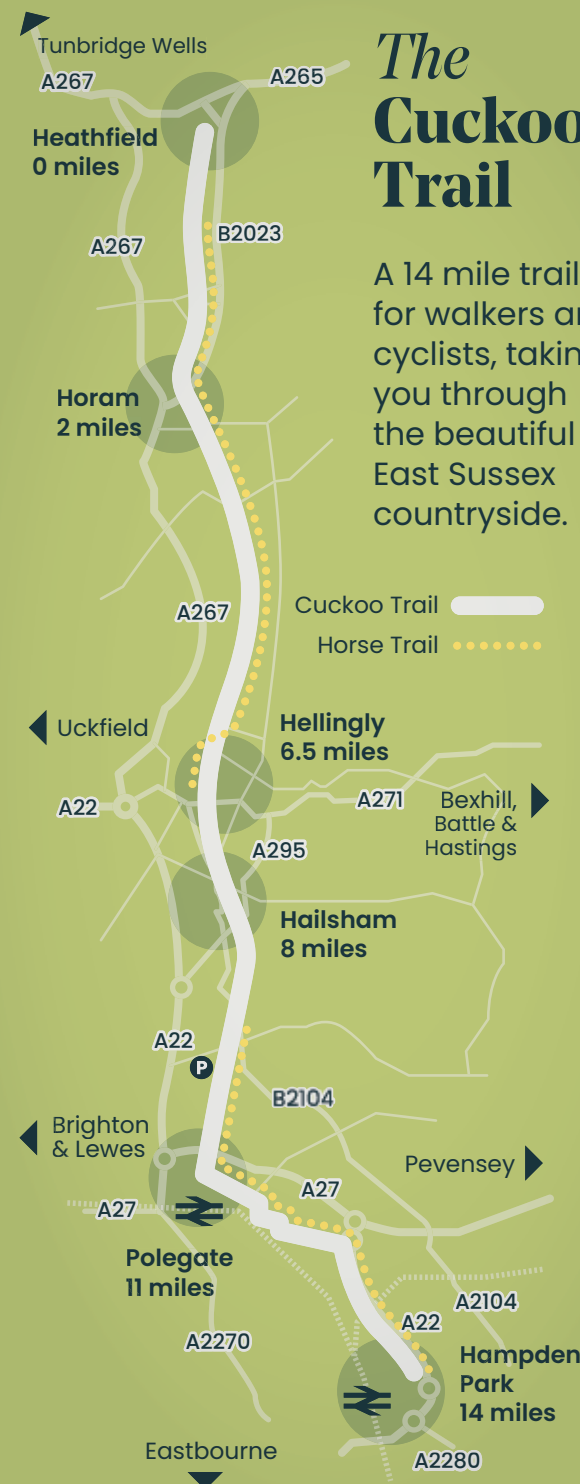 Tunbridge Wells
A267
A265
The
Cuckoo
Trail
Heathfield
0 miles
A267
B2023
A 14 mile trail
for walkers
cyclists,
you through
the beautiful
East Sussex
countryside.
Horam
2 miles
A267
Cuckoo Trail
Horse Trail
Uckfield
Hellingly
6.5 miles
A22
A271
Bexhill,
Battle &
Hastings
A295
Hailsham
8 miles
A22
P
B2104
Brighton
& Lewes
Pevensey
A27
A27
Polegate
11 miles
A2104
A22
A2270
Hampden
Park
14 miles
Eastbourne
A2280